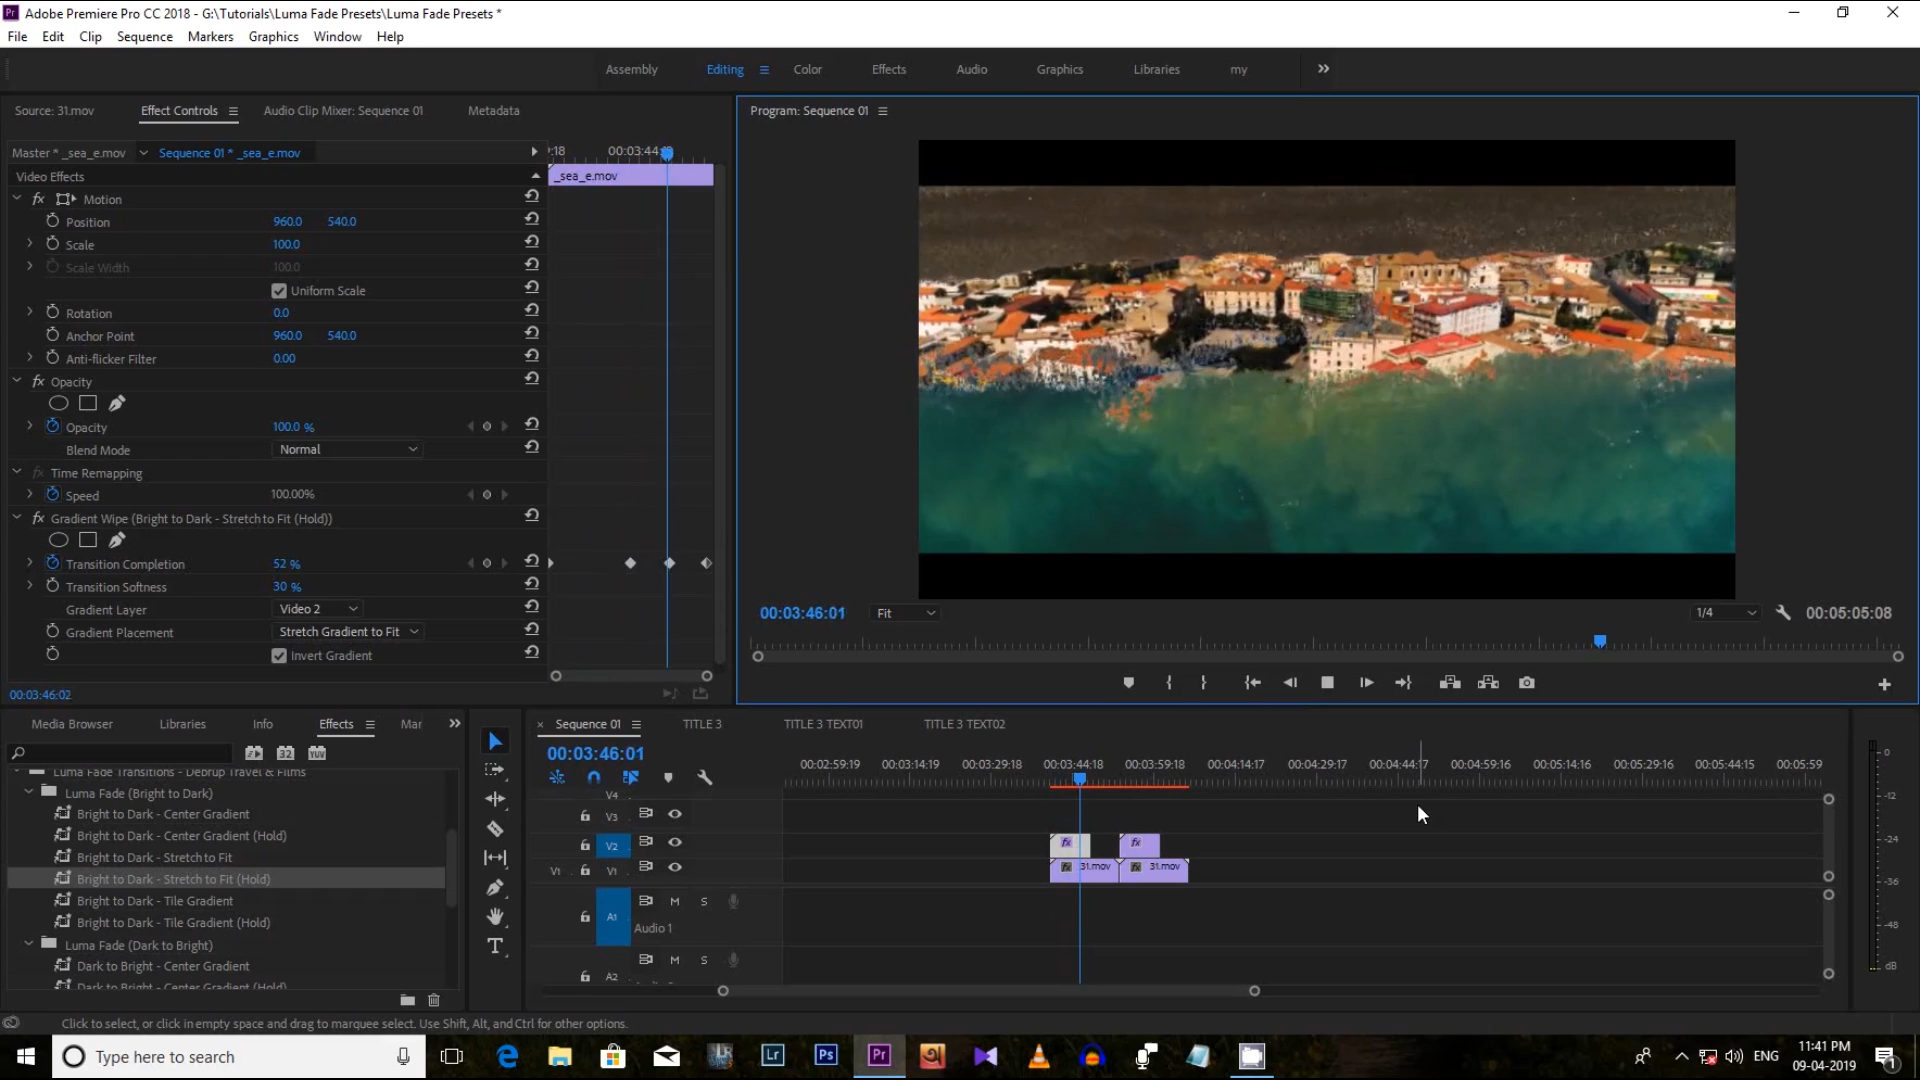 Adobe Premiere Pro CC 2018 - G:\Tutorials\Luma Fade Presets\Luma Fade Presets *
File Edit Clip Sequence Markers Graphics Window Help
Assembly Editing Color Effects Audio Graphics Libraries my
Source: 31.mov Effect Controls Audio Clip Mixer: Sequence 01 Metadata
Program: Sequence 01
Master * _sea_e.mov Sequence 01 * _sea_e.mov
:18 00:03:44:18
Video Effects
_sea_e.mov
fx Motion
Position 960.0 540.0
Scale 100.0
Scale Width 100.0
Uniform Scale
Rotation 0.0
Anchor Point 960.0 540.0
Anti-flicker Filter 0.00
fx Opacity
Opacity 100.0 %
Blend Mode Normal
fx Time Remapping
Speed 100.00%
fx Gradient Wipe (Bright to Dark - Stretch to Fit (Hold))
Transition Completion 52 %
Transition Softness 30 %
Gradient Layer Video 2
Gradient Placement Stretch Gradient to Fit
Invert Gradient
00:03:46:02
00:03:46:01 Fit 1/4 00:05:05:08
Media Browser Libraries Info Effects Mar
32 YUV
Luma Fade Transitions - Debrup Travel & Films
Luma Fade (Bright to Dark)
Bright to Dark - Center Gradient
Bright to Dark - Center Gradient (Hold)
Bright to Dark - Stretch to Fit
Bright to Dark - Stretch to Fit (Hold)
Bright to Dark - Tile Gradient
Bright to Dark - Tile Gradient (Hold)
Luma Fade (Dark to Bright)
Dark to Bright - Center Gradient
Dark to Bright - Center Gradient (Hold)
× Sequence 01 TITLE 3 TITLE 3 TEXT01 TITLE 3 TEXT02
00:03:46:01
00:02:59:19 00:03:14:19 00:03:29:18 00:03:44:18 00:03:59:18 00:04:14:17 00:04:29:17 00:04:44:17 00:04:59:16 00:05:14:16 00:05:29:16 00:05:44:15 00:05:59
V4
V3
V2 fx fx
V1 V1 fx 31.mov fx 31.mov
A1 M S
Audio 1
A2 M S
0
-12
-24
-36
-48
dB
Click to select, or click in empty space and drag to marquee select. Use Shift, Alt, and Ctrl for other options.
Type here to search
Lr Ps Pr
ENG
11:41 PM
09-04-2019
1